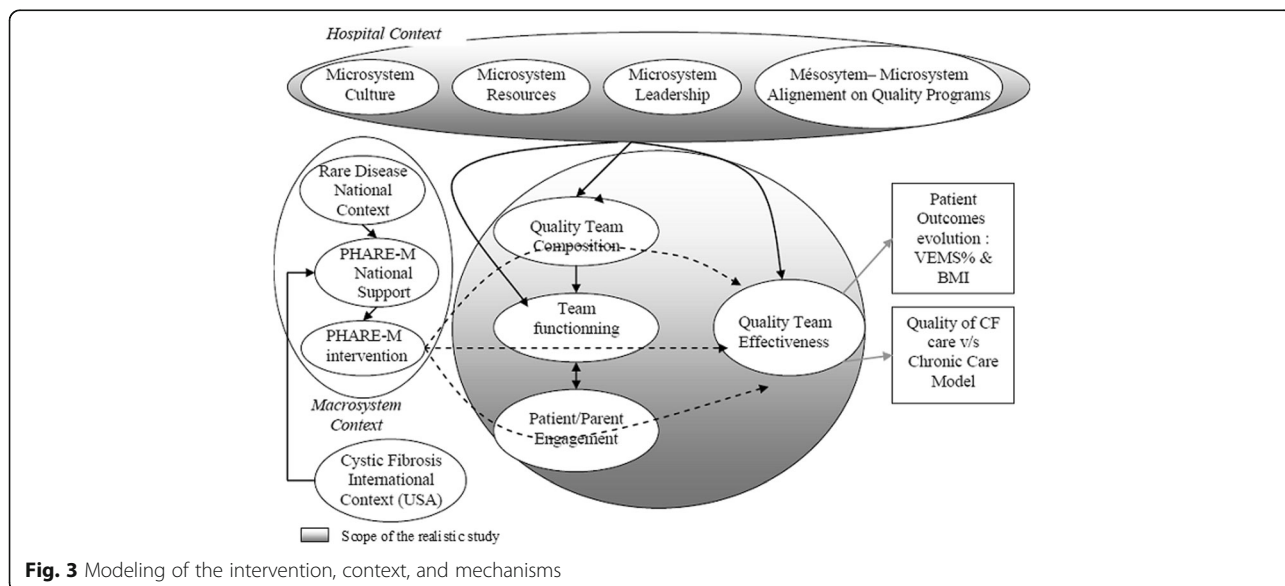 Hospital Context
Microsystem
Culture
Microsystem
Resources
Microsystem
Leadership
Mésosytem– Microsystem
Alignement on Quality Programs
Rare Disease
National
Context
PHARE-M
National
Support
PHARE-M
intervention
Macrosystem
Context
Cystic Fibrosis
International
Context (USA)
Quality Team
Composition
Team
functionning
Patient/Parent
Engagement
Quality Team
Effectiveness
Patient
Outcomes
evolution :
VEMS% &
BMI
Quality of CF
care v/s
Chronic Care
Model
Scope of the realistic study
Fig. 3 Modeling of the intervention, context, and mechanisms